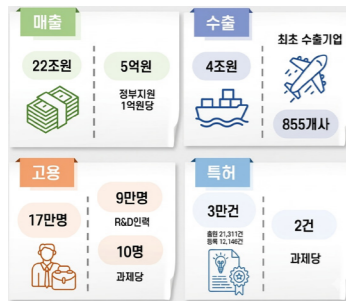 매출
22조원
5억원
정부지원
1억원당
수출
4조원
최초 수출기업
855개사
고용
17만명
9만명
R&D인력
10명
과제당
특허
3만건
출원 21,311건
등록 12,146건
2건
과제당